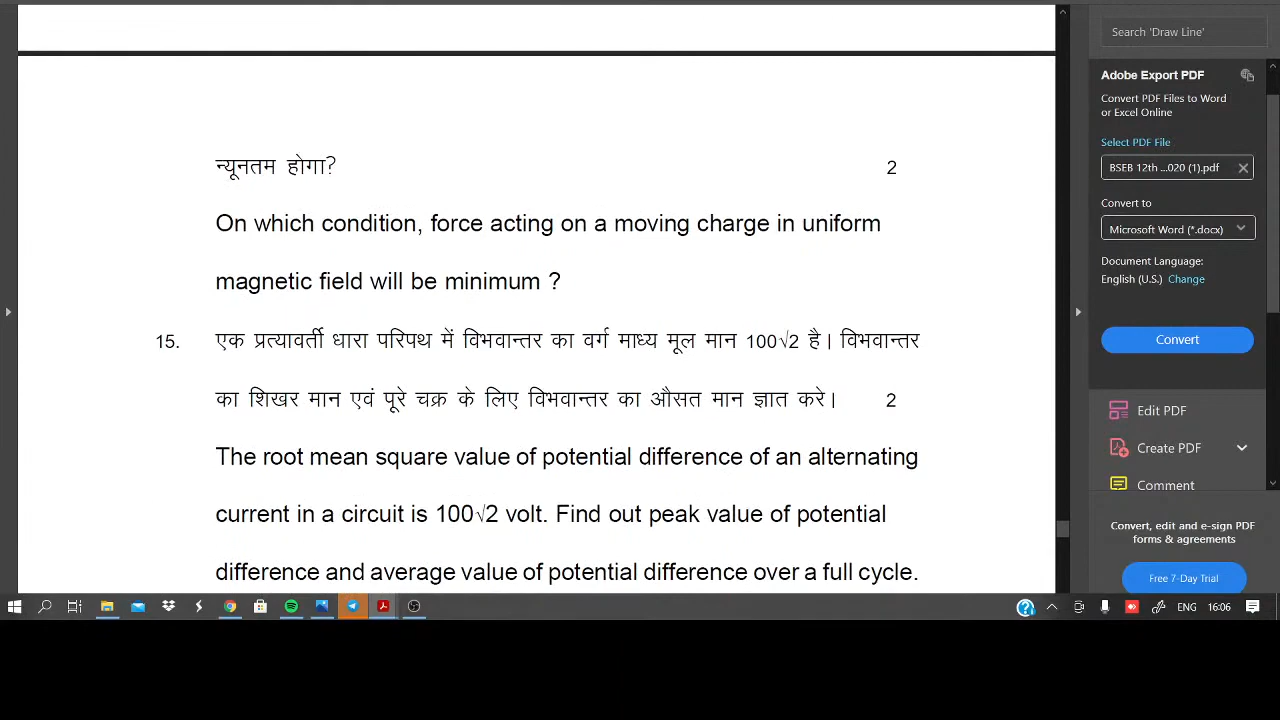 न्यूनतम होगा? 2
On which condition, force acting on a moving charge in uniform
magnetic field will be minimum ?
15. एक प्रत्यावर्ती धारा परिपथ में विभवान्तर का वर्ग माध्य मूल मान 100√2 है। विभवान्तर
का शिखर मान एवं पूरे चक्र के लिए विभवान्तर का औसत मान ज्ञात करे। 2
The root mean square value of potential difference of an alternating
current in a circuit is 100√2 volt. Find out peak value of potential
difference and average value of potential difference over a full cycle.
Search 'Draw Line'
Adobe Export PDF
Convert PDF Files to Word
or Excel Online
Select PDF File
BSEB 12th ...020 (1).pdf
Convert to
Microsoft Word (*.docx)
Document Language:
English (U.S.) Change
Convert
Edit PDF
Create PDF
Comment
Convert, edit and e-sign PDF
forms & agreements
Free 7-Day Trial
ENG 16:06